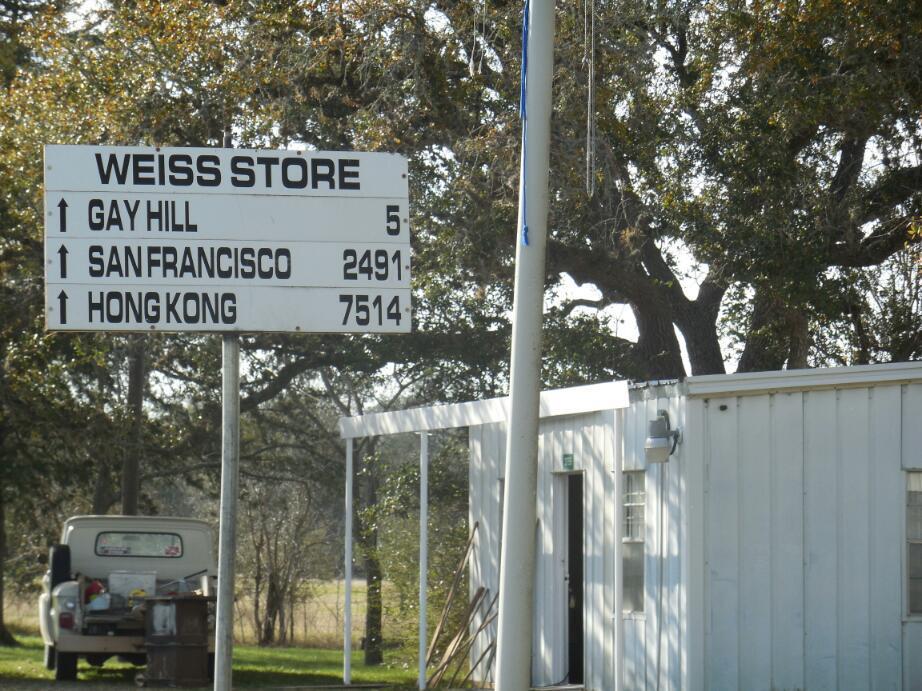 WEISS STORE
↑ GAY HILL 5
↑ SAN FRANCISCO 2491
↑ HONG KONG 7514